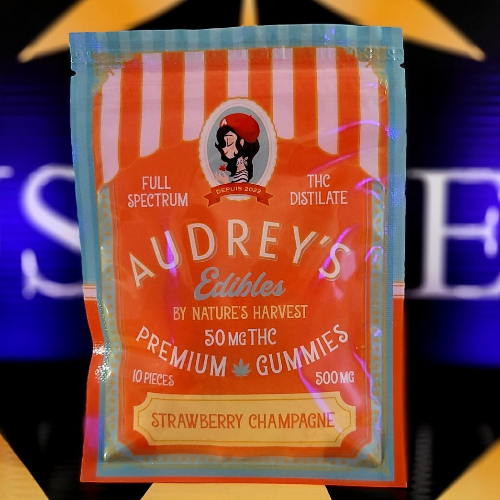 DEPUIS 2022
FULL
SPECTRUM
THC
DISTILATE
AUDREY'S
Edibles
BY NATURE'S HARVEST
50 MG THC
PREMIUM GUMMIES
10 PIECES
500 MG
STRAWBERRY CHAMPAGNE